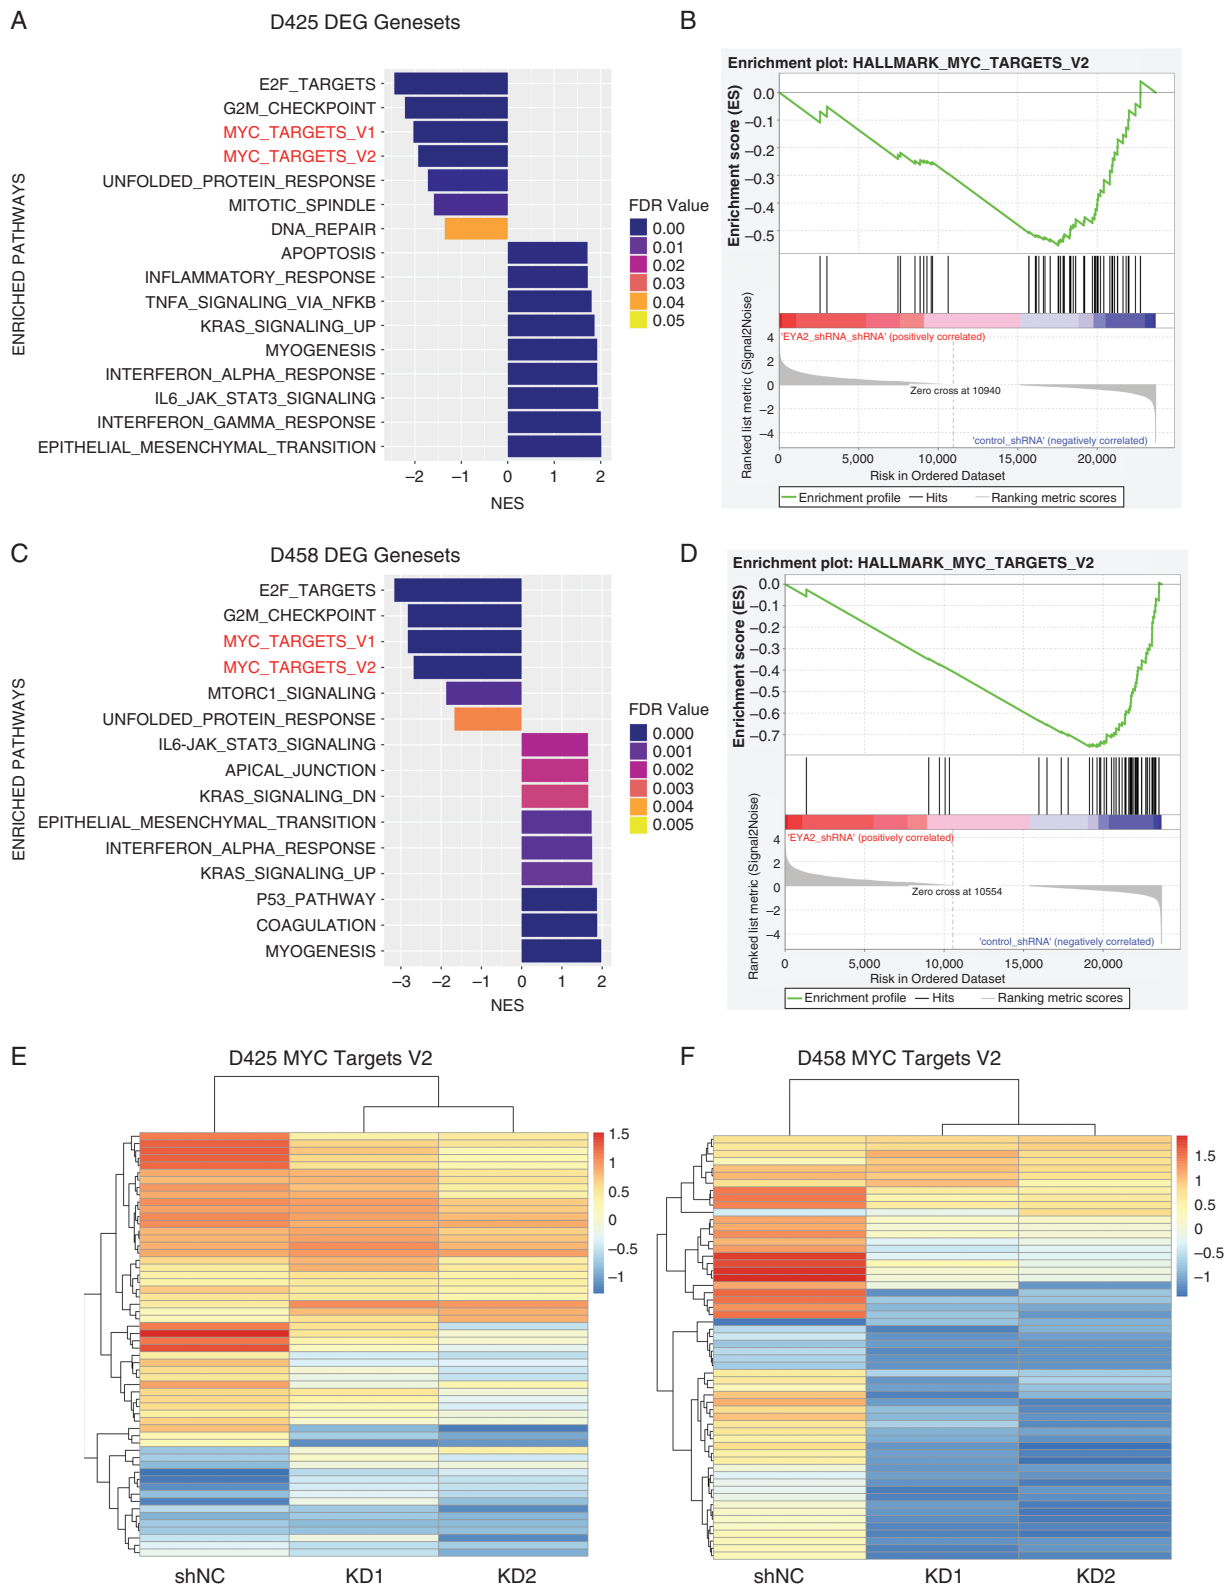 A
D425 DEG Genesets
ENRICHED PATHWAYS
E2F_TARGETS
G2M_CHECKPOINT
MYC_TARGETS_V1
MYC_TARGETS_V2
UNFOLDED_PROTEIN_RESPONSE
MITOTIC_SPINDLE
DNA_REPAIR
APOPTOSIS
INFLAMMATORY_RESPONSE
TNFA_SIGNALING_VIA_NFKB
KRAS_SIGNALING_UP
MYOGENESIS
INTERFERON_ALPHA_RESPONSE
IL6_JAK_STAT3_SIGNALING
INTERFERON_GAMMA_RESPONSE
EPITHELIAL_MESENCHYMAL_TRANSITION
−2 −1 0 1 2
NES
FDR Value
0.00
0.01
0.02
0.03
0.04
0.05
B
Enrichment plot: HALLMARK_MYC_TARGETS_V2
Enrichment score (ES)
0.0
−0.1
−0.2
−0.3
−0.4
−0.5
Ranked list metric (Signal2Noise)
4
2
0
−2
−4
'EYA2_shRNA_shRNA' (positively correlated)
Zero cross at 10940
'control_shRNA' (negatively correlated)
0 5,000 10,000 15,000 20,000
Risk in Ordered Dataset
Enrichment profile Hits Ranking metric scores
C
D458 DEG Genesets
ENRICHED PATHWAYS
E2F_TARGETS
G2M_CHECKPOINT
MYC_TARGETS_V1
MYC_TARGETS_V2
MTORC1_SIGNALING
UNFOLDED_PROTEIN_RESPONSE
IL6-JAK_STAT3_SIGNALING
APICAL_JUNCTION
KRAS_SIGNALING_DN
EPITHELIAL_MESENCHYMAL_TRANSITION
INTERFERON_ALPHA_RESPONSE
KRAS_SIGNALING_UP
P53_PATHWAY
COAGULATION
MYOGENESIS
−3 −2 −1 0 1 2
NES
FDR Value
0.000
0.001
0.002
0.003
0.004
0.005
D
Enrichment plot: HALLMARK_MYC_TARGETS_V2
Enrichment score (ES)
0.0
−0.1
−0.2
−0.3
−0.4
−0.5
−0.6
−0.7
Ranked list metric (Signal2Noise)
4
2
0
−2
−4
'EYA2_shRNA' (positively correlated)
Zero cross at 10554
'control_shRNA' (negatively correlated)
0 5,000 10,000 15,000 20,000
Risk in Ordered Dataset
Enrichment profile Hits Ranking metric scores
E
D425 MYC Targets V2
1.5
1
0.5
0
−0.5
−1
shNC KD1 KD2
F
D458 MYC Targets V2
1.5
1
0.5
0
−0.5
−1
shNC KD1 KD2